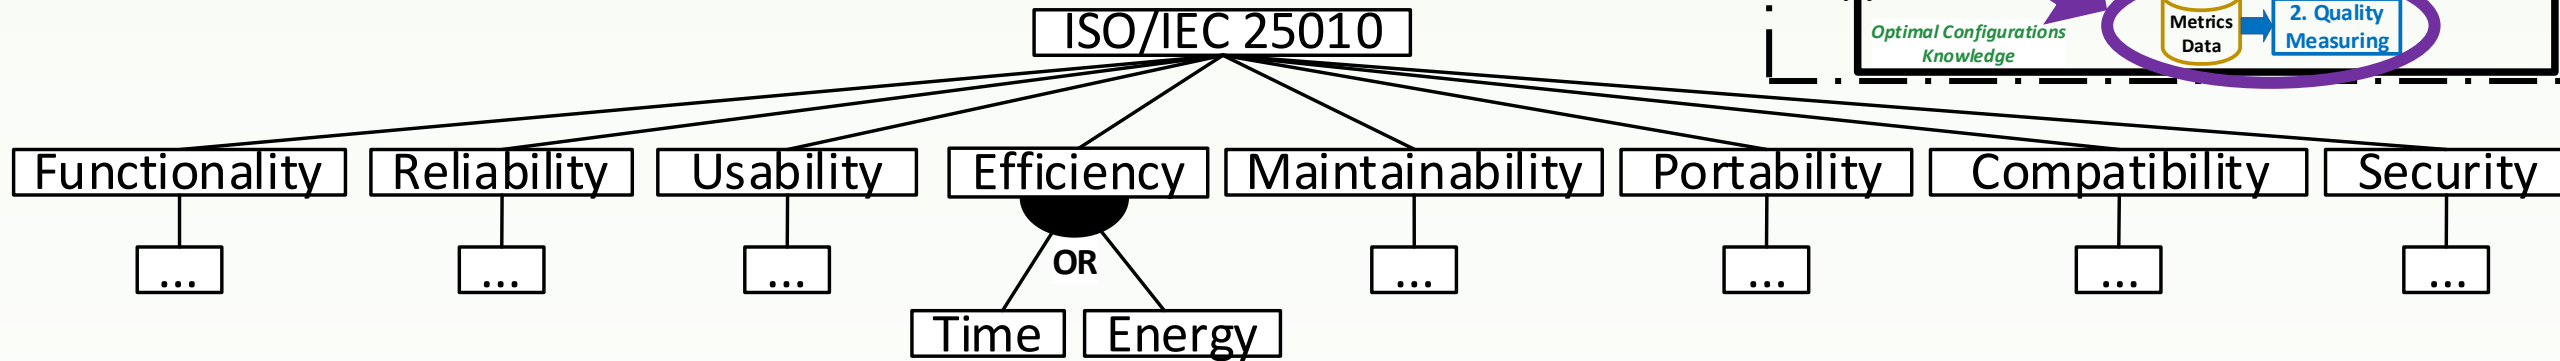 ISO/IEC 25010
Optimal Configurations
Knowledge
Metrics
Data
2. Quality
Measuring
Functionality
Reliability
Usability
Efficiency
Maintainability
Portability
Compatibility
Security
...
...
...
OR
...
...
...
...
Time
Energy